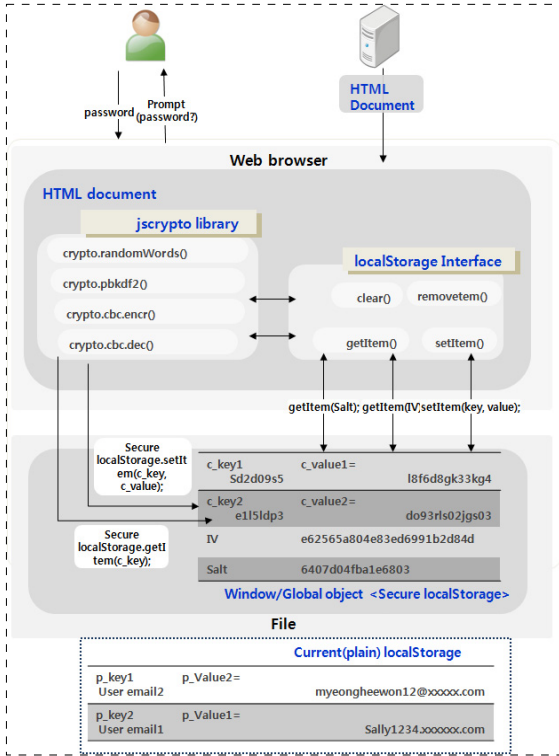 HTML
Document
password
Prompt
(password?)
Web browser
HTML document
jscrypto library
crypto.randomWords()
crypto.pbkdf2()
crypto.cbc.encr()
crypto.cbc.dec()
localStorage Interface
clear()
removetem()
getItem()
setItem()
getItem(Salt); getItem(IV);setItem(key, value);
Secure
localStorage.setIt
em(c_key,
c_value);
Secure
localStorage.getI
tem(c_key);
c_key1 c_value1=
Sd2d09s5 l8f6d8gk33kg4
c_key2 c_value2=
e1l5ldp3 do93rls02jgs03
IV e62565a804e83ed6991b2d84d
Salt 6407d04fba1e6803
Window/Global object <Secure localStorage>
File
Current(plain) localStorage
p_key1 p_Value2=
User email2 myeongheewon12@xxxxx.com
p_key2 p_Value1=
User email1 Sally1234.xxxxxx.com